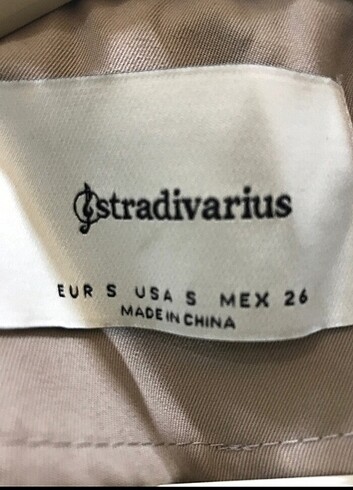 stradivarius
EUR S USA S MEX 26
MADE IN CHINA